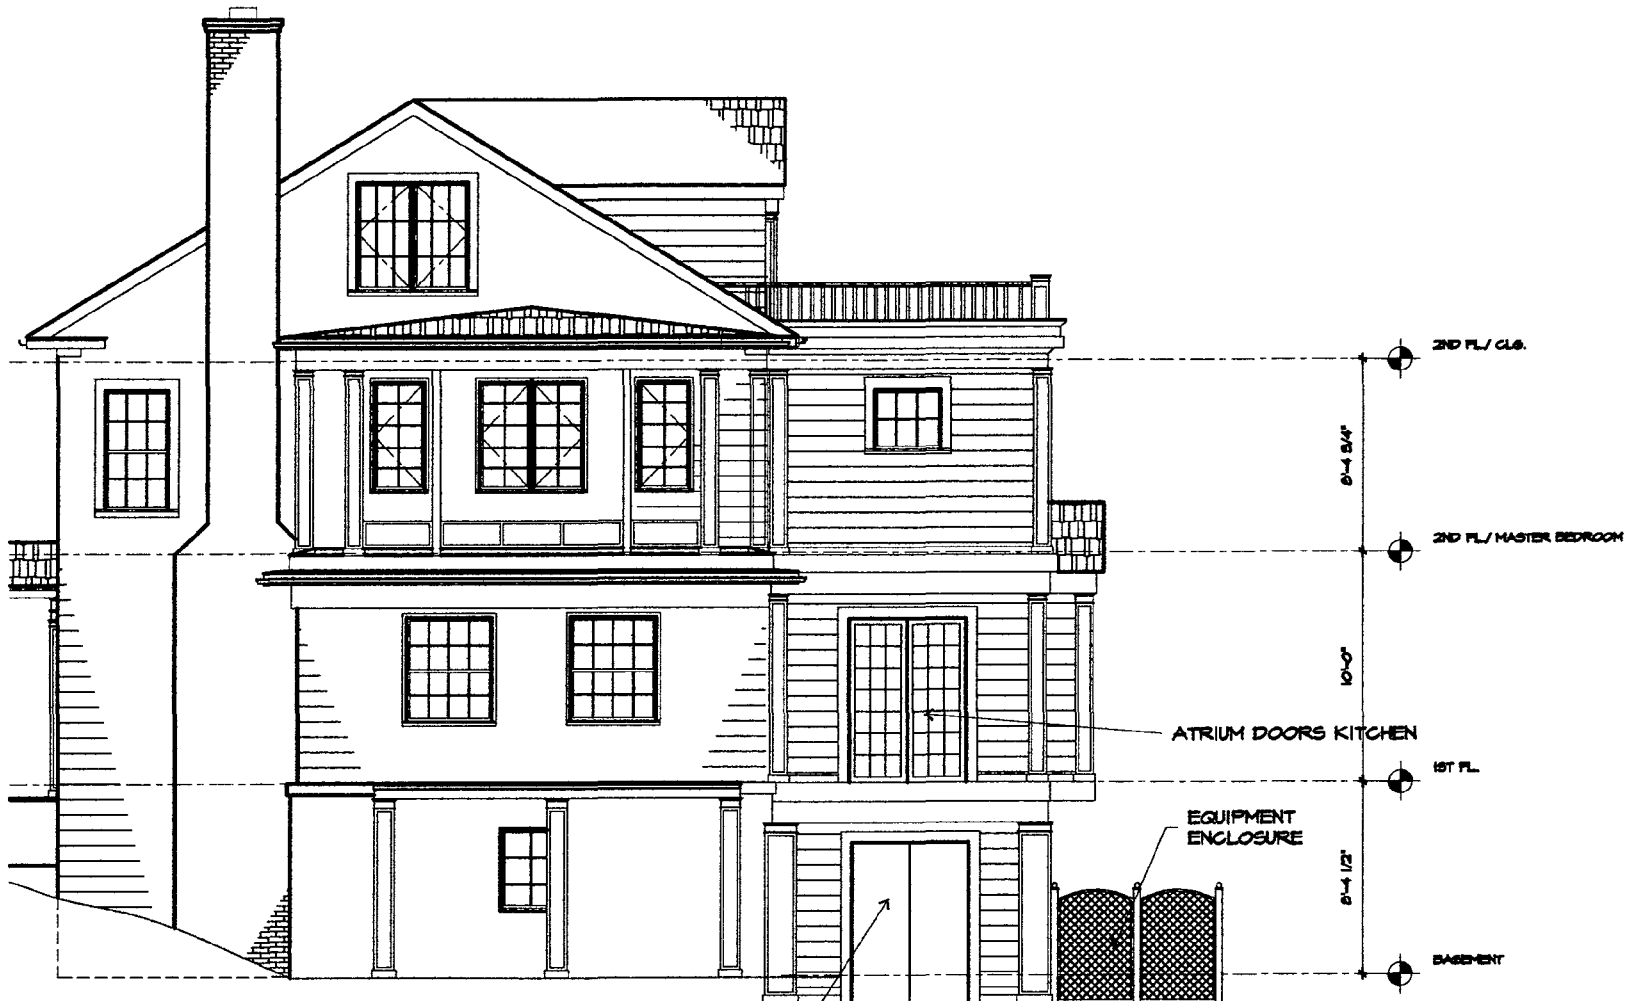 2ND FL./ CLG.
8'-4 3/4"
2ND FL./ MASTER BEDROOM
10'-0"
ATRIUM DOORS KITCHEN
1ST FL.
EQUIPMENT
ENCLOSURE
8'-4 1/2"
BASEMENT